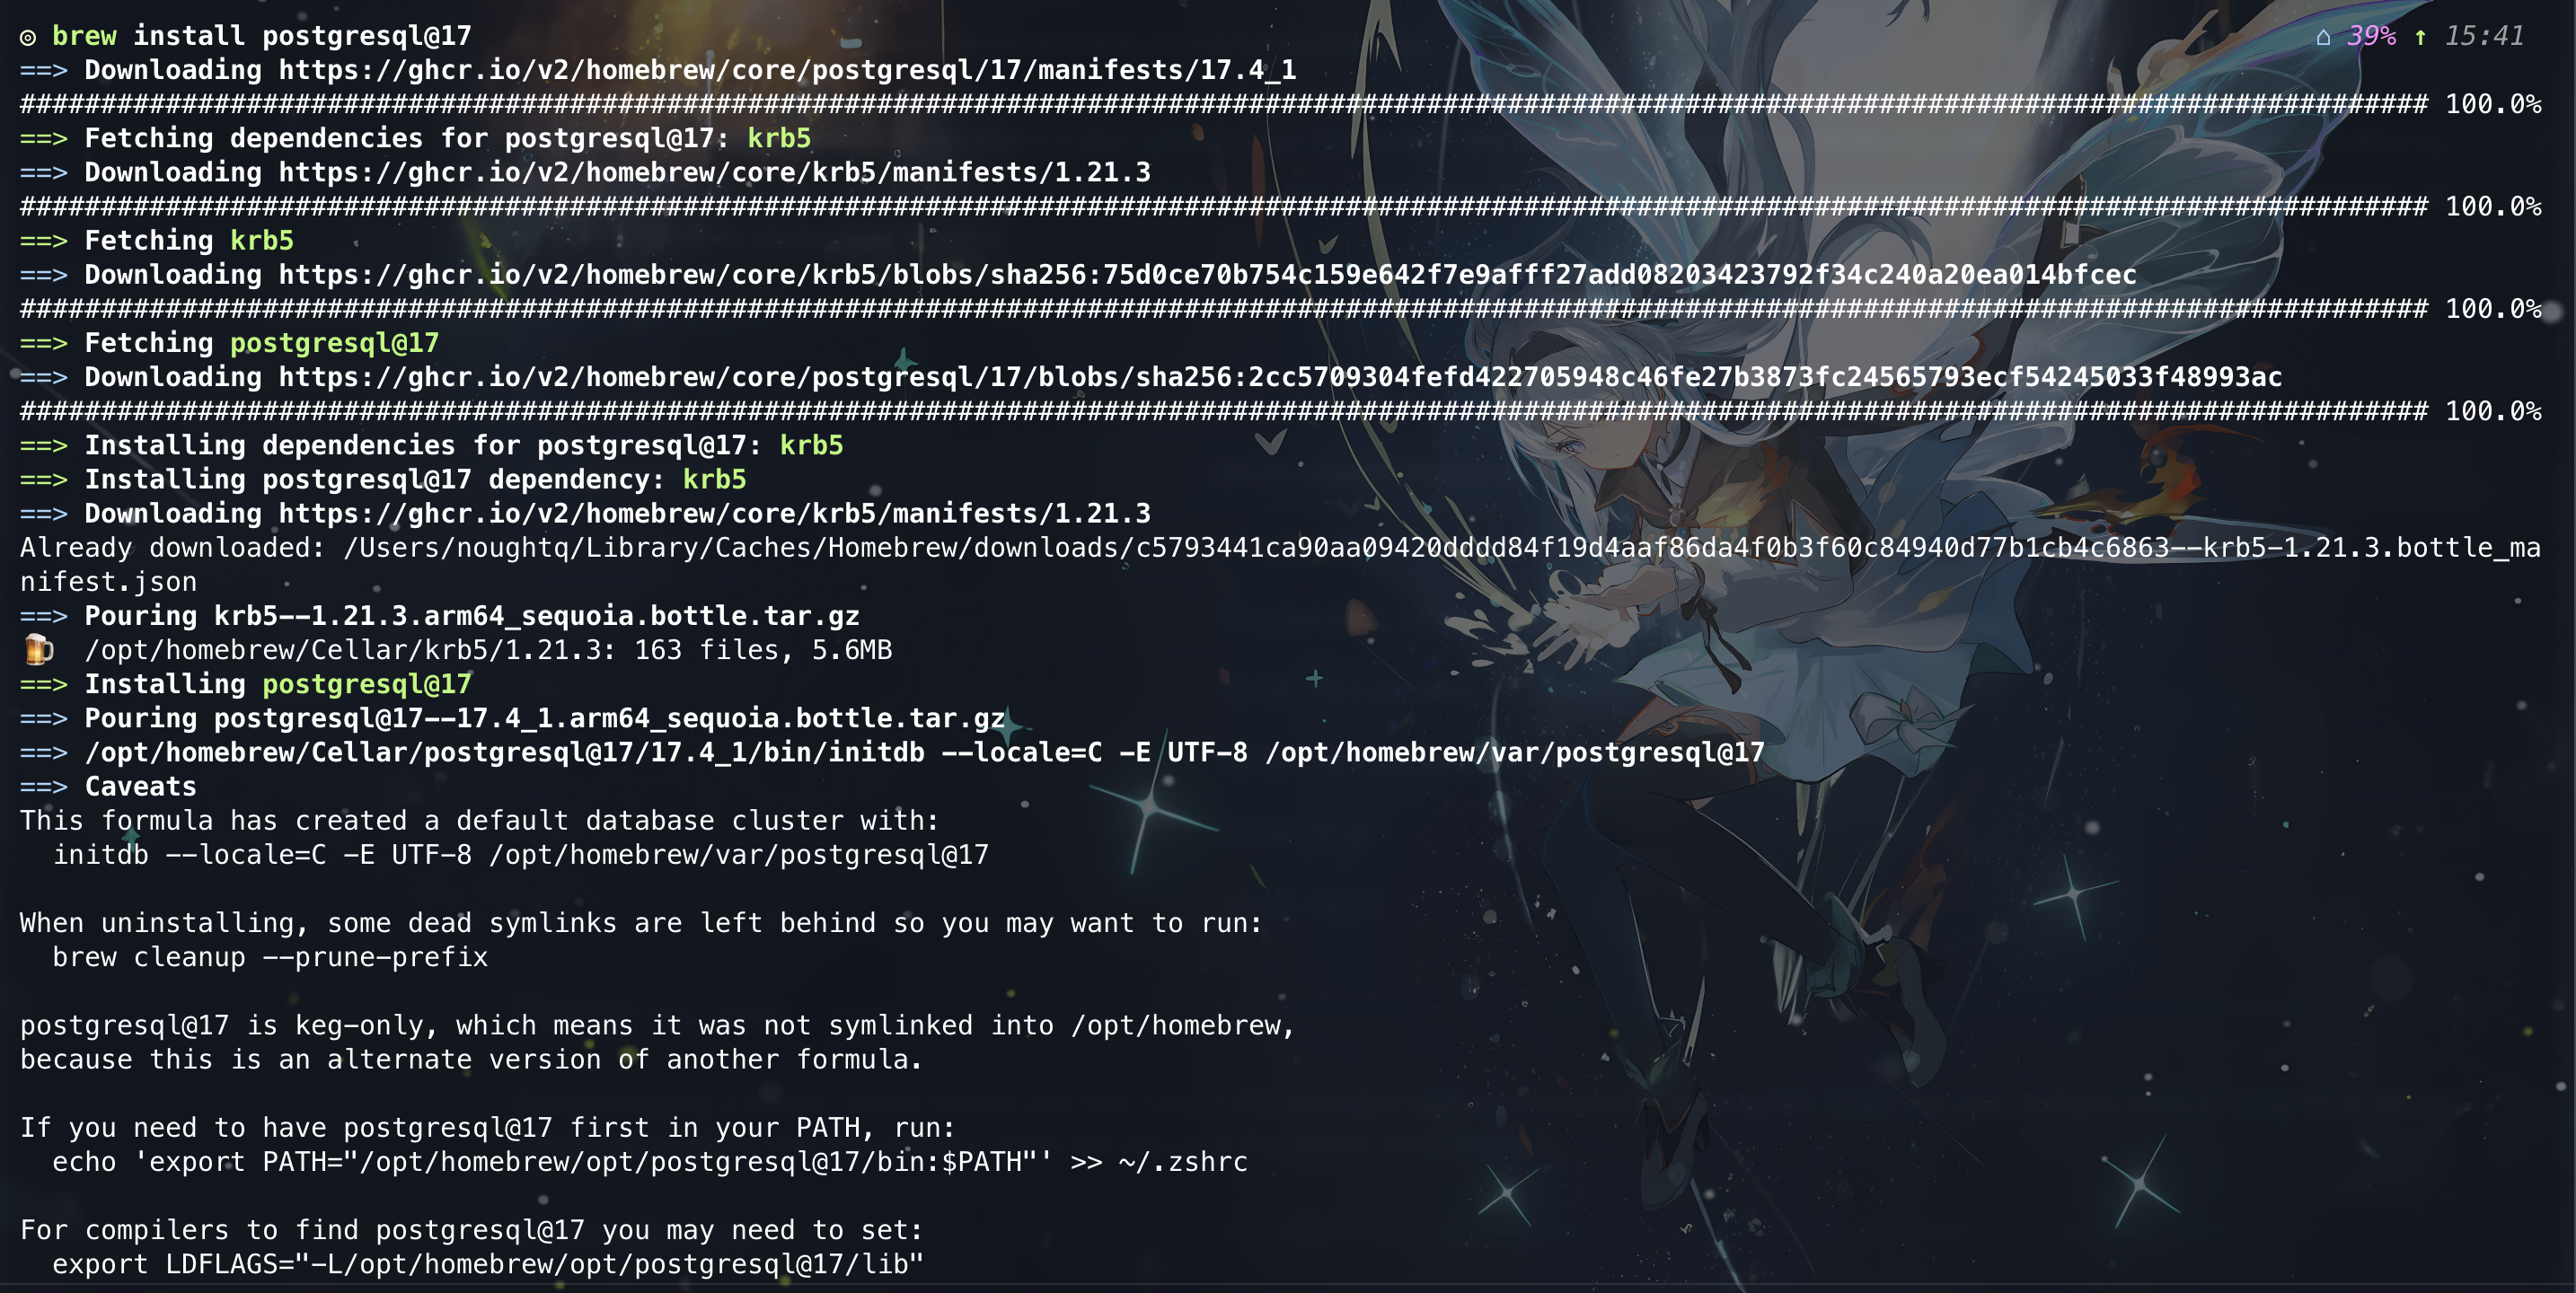 ◎ brew install postgresql@17 ⌂ 39% ↑ 15:41
==> Downloading https://ghcr.io/v2/homebrew/core/postgresql/17/manifests/17.4_1
##################################################################################################################################################### 100.0%
==> Fetching dependencies for postgresql@17: krb5
==> Downloading https://ghcr.io/v2/homebrew/core/krb5/manifests/1.21.3
##################################################################################################################################################### 100.0%
==> Fetching krb5
==> Downloading https://ghcr.io/v2/homebrew/core/krb5/blobs/sha256:75d0ce70b754c159e642f7e9afff27add08203423792f34c240a20ea014bfcec
##################################################################################################################################################### 100.0%
==> Fetching postgresql@17
==> Downloading https://ghcr.io/v2/homebrew/core/postgresql/17/blobs/sha256:2cc5709304fefd422705948c46fe27b3873fc24565793ecf54245033f48993ac
##################################################################################################################################################### 100.0%
==> Installing dependencies for postgresql@17: krb5
==> Installing postgresql@17 dependency: krb5
==> Downloading https://ghcr.io/v2/homebrew/core/krb5/manifests/1.21.3
Already downloaded: /Users/noughtq/Library/Caches/Homebrew/downloads/c5793441ca90aa09420dddd84f19d4aaf86da4f0b3f60c84940d77b1cb4c6863--krb5-1.21.3.bottle_ma
nifest.json
==> Pouring krb5--1.21.3.arm64_sequoia.bottle.tar.gz
🍺  /opt/homebrew/Cellar/krb5/1.21.3: 163 files, 5.6MB
==> Installing postgresql@17
==> Pouring postgresql@17--17.4_1.arm64_sequoia.bottle.tar.gz
==> /opt/homebrew/Cellar/postgresql@17/17.4_1/bin/initdb --locale=C -E UTF-8 /opt/homebrew/var/postgresql@17
==> Caveats
This formula has created a default database cluster with:
  initdb --locale=C -E UTF-8 /opt/homebrew/var/postgresql@17
When uninstalling, some dead symlinks are left behind so you may want to run:
  brew cleanup --prune-prefix
postgresql@17 is keg-only, which means it was not symlinked into /opt/homebrew,
because this is an alternate version of another formula.
If you need to have postgresql@17 first in your PATH, run:
  echo 'export PATH="/opt/homebrew/opt/postgresql@17/bin:$PATH"' >> ~/.zshrc
For compilers to find postgresql@17 you may need to set:
  export LDFLAGS="-L/opt/homebrew/opt/postgresql@17/lib"